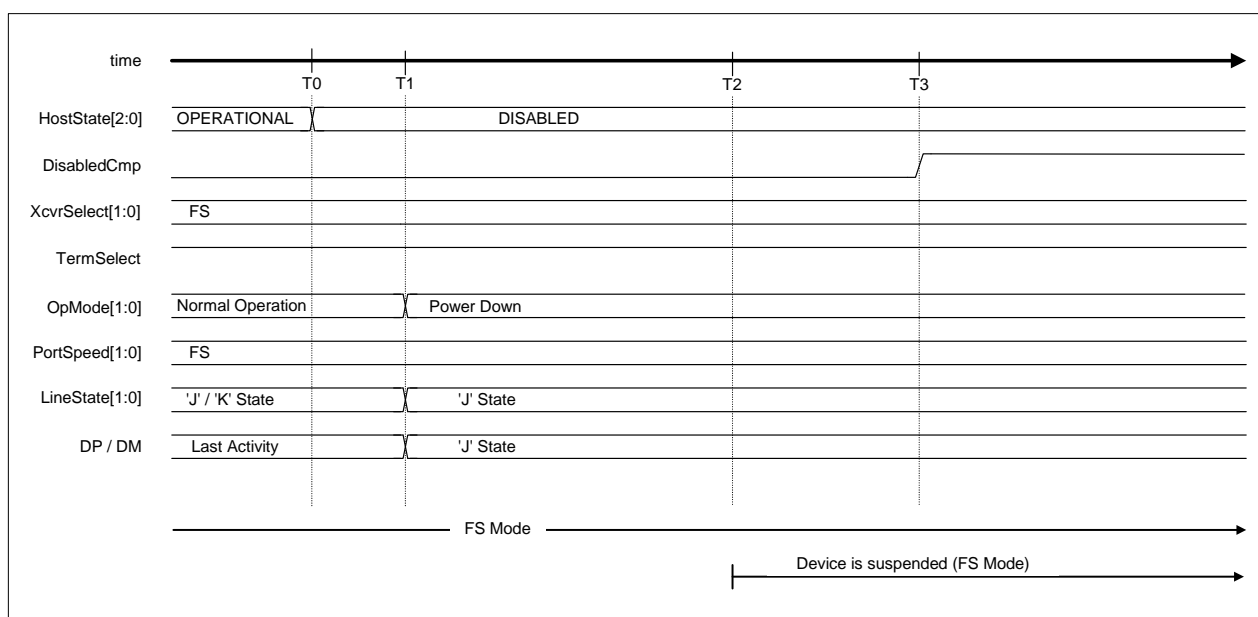 time
T0 T1 T2 T3
HostState[2:0] OPERATIONAL DISABLED
DisabledCmp
XcvrSelect[1:0] FS
TermSelect
OpMode[1:0] Normal Operation Power Down
PortSpeed[1:0] FS
LineState[1:0] 'J' / 'K' State 'J' State
DP / DM Last Activity 'J' State
FS Mode
Device is suspended (FS Mode)